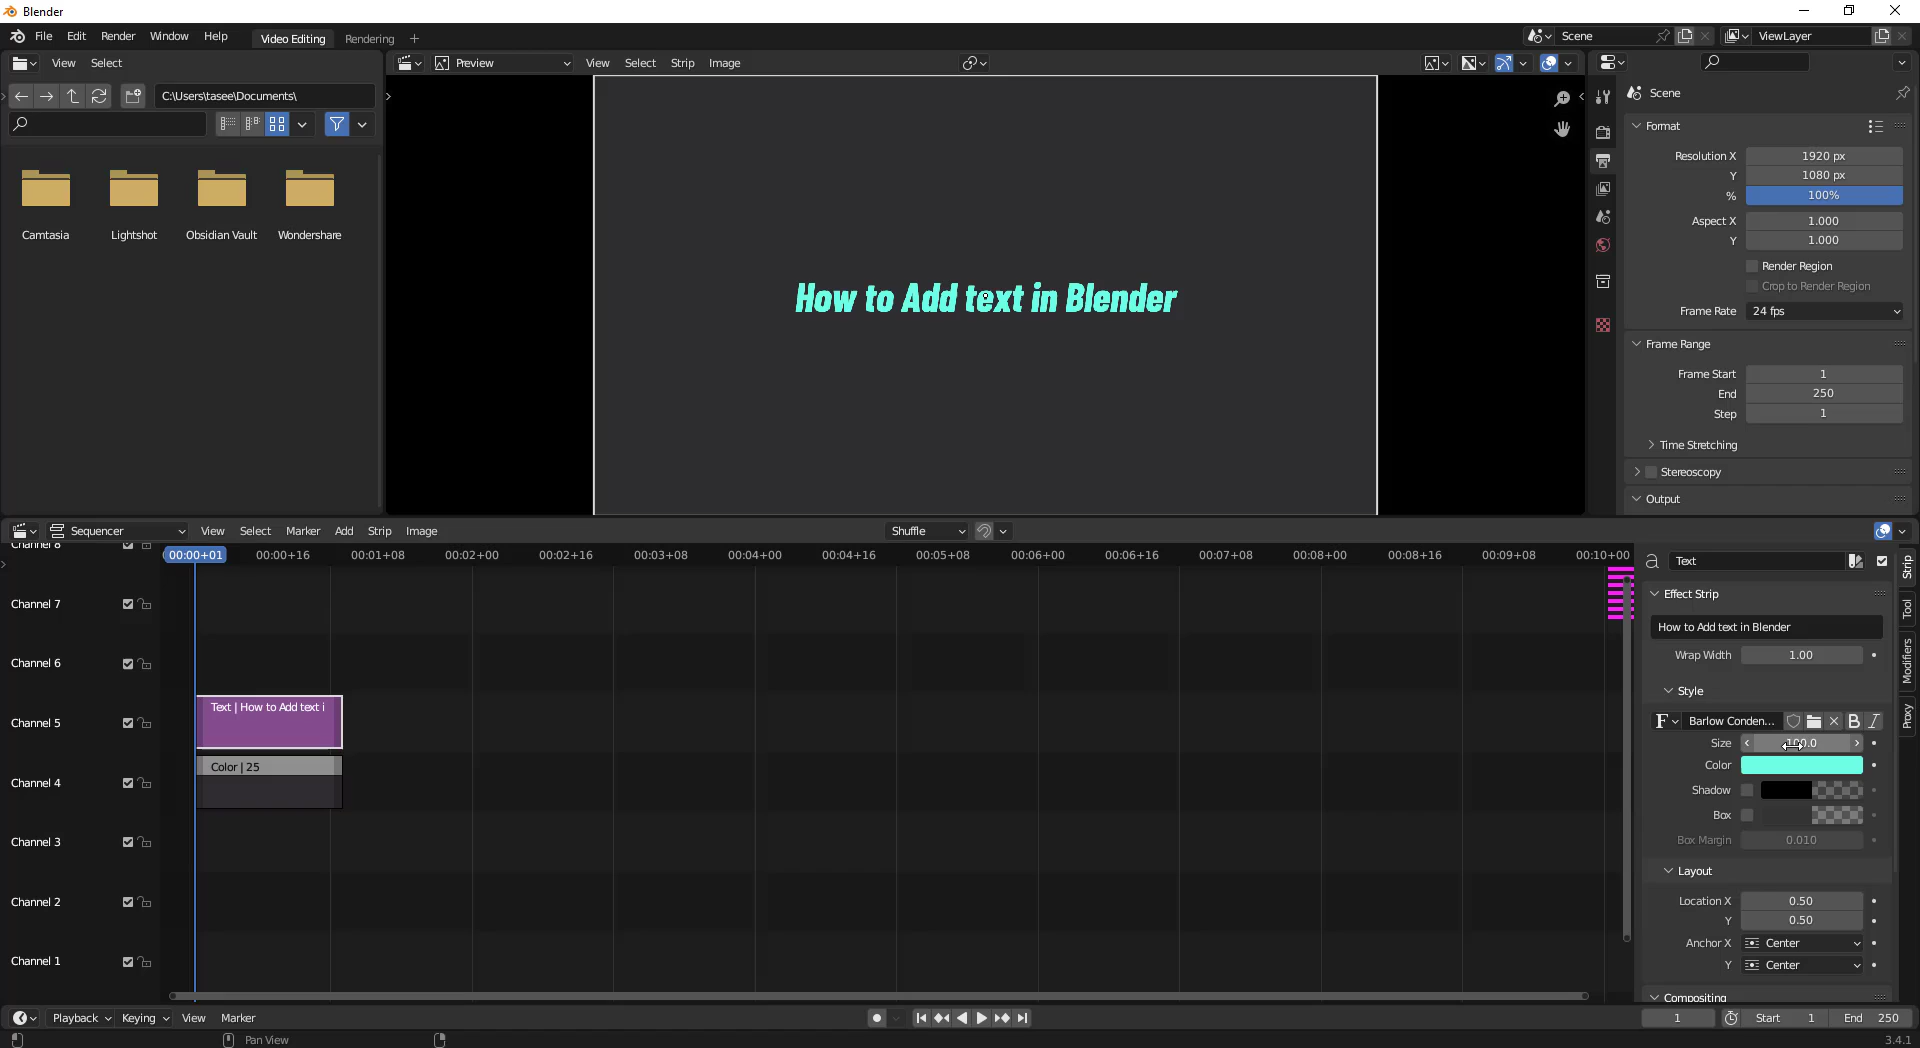 Blender
File Edit Render Window Help Video Editing Rendering + Scene ViewLayer
View Select Preview View Select Strip Image
C:\Users\tasee\Documents\ Scene
Format
Camtasia Lightshot Obsidian Vault Wondershare
Resolution X 1920 px
Y 1080 px
% 100%
Aspect X 1.000
Y 1.000
Render Region
Crop to Render Region
Frame Rate 24 fps
How to Add text in Blender
Frame Range
Frame Start 1
End 250
Step 1
Time Stretching
Stereoscopy
Output
Sequencer View Select Marker Add Strip Image Shuffle
Channel 8
00:00+01 00:00+16 00:01+08 00:02+00 00:02+16 00:03+08 00:04+00 00:04+16 00:05+08 00:06+00 00:06+16 00:07+08 00:08+00 00:08+16 00:09+08 00:10+00
Channel 7
Channel 6
Channel 5
Channel 4
Channel 3
Channel 2
Channel 1
Text | How to Add text i
Color | 25
Text
Effect Strip
How to Add text in Blender
Wrap Width 1.00
Style
F Barlow Conden... B I
Size 100.0
Color
Shadow
Box
Box Margin 0.010
Layout
Location X 0.50
Y 0.50
Anchor X Center
Y Center
Compositing
Strip
Tool
Modifiers
Proxy
Playback Keying View Marker 1 Start 1 End 250
Pan View 3.4.1